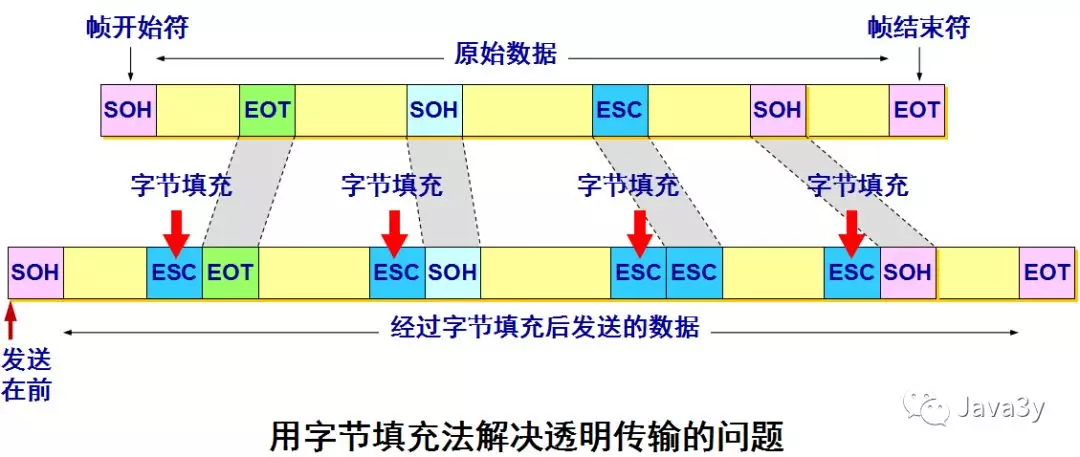 帧开始符
原始数据
帧结束符
SOH EOT SOH ESC SOH EOT
字节填充 字节填充 字节填充 字节填充
SOH ESC EOT ESC SOH ESC ESC ESC SOH EOT
经过字节填充后发送的数据
发送
在前
Java3y
用字节填充法解决透明传输的问题